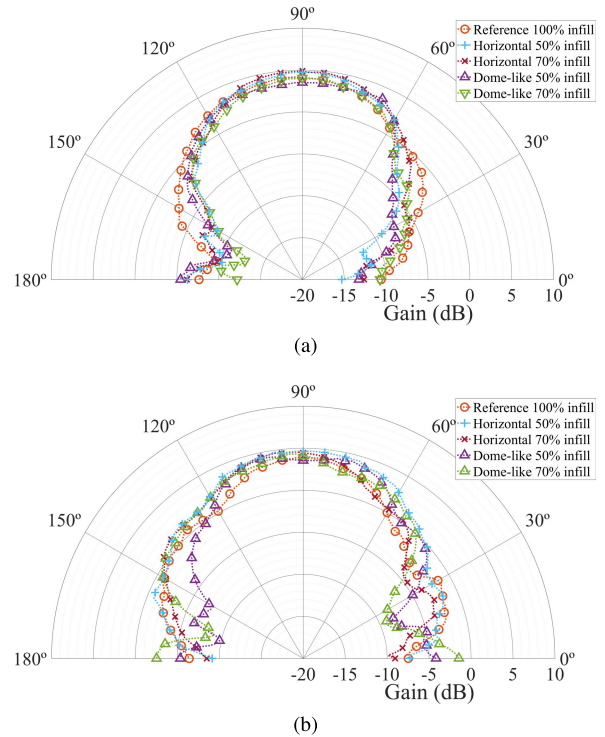 90º
120º
60º
Reference 100% infill
Horizontal 50% infill
Horizontal 70% infill
Dome-like 50% infill
Dome-like 70% infill
150º
30º
180º
0º
-20 -15 -10 -5 0 5 10
Gain (dB)
(a)
90º
120º
60º
Reference 100% infill
Horizontal 50% infill
Horizontal 70% infill
Dome-like 50% infill
Dome-like 70% infill
150º
30º
180º
0º
-20 -15 -10 -5 0 5 10
Gain (dB)
(b)